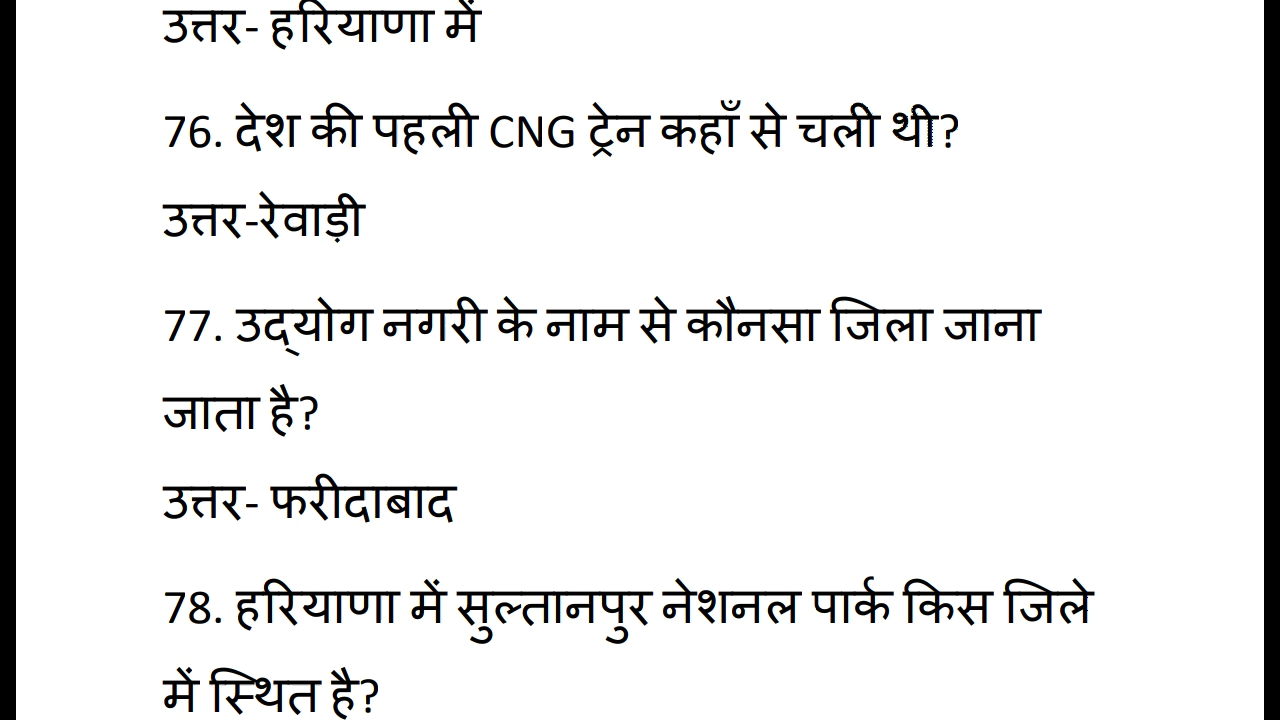 उत्तर- हरियाणा में
76. देश की पहली CNG ट्रेन कहाँ से चली थी?
उत्तर-रेवाड़ी
77. उद्‌योग नगरी के नाम से कौनसा जिला जाना
जाता है?
उत्तर- फरीदाबाद
78. हरियाणा में सुल्तानपुर नेशनल पार्क किस जिले
में स्थित है?